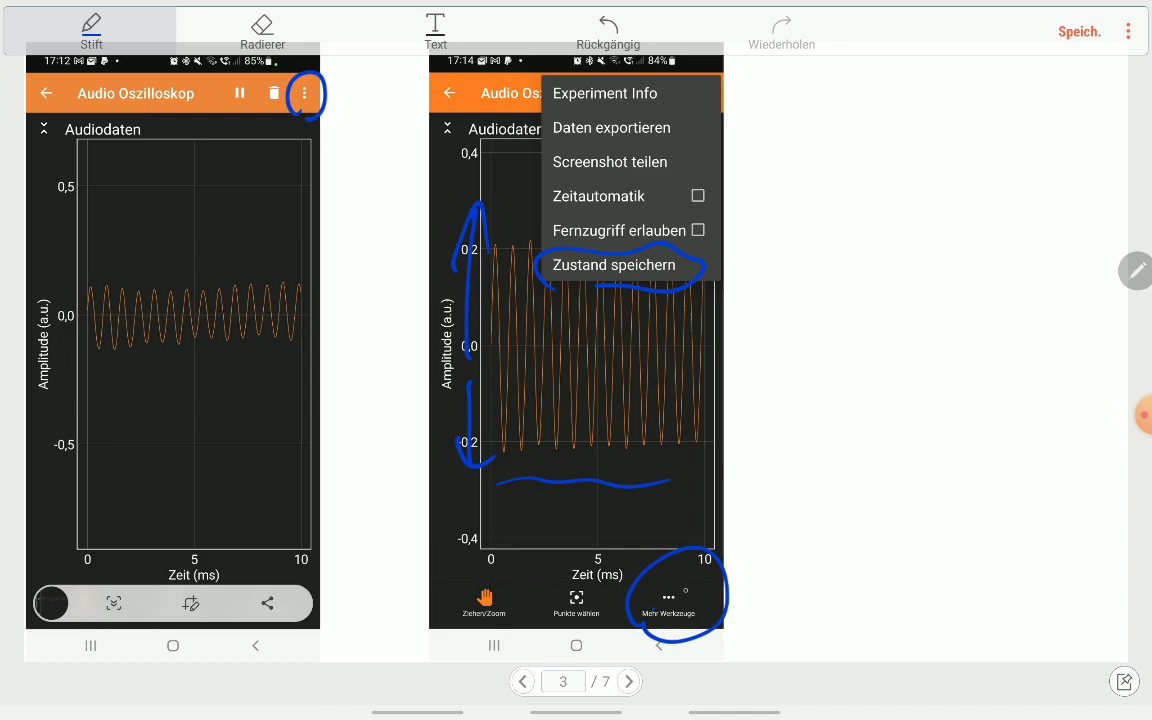 Stift
Radierer
Text
Rückgängig
Wiederholen
Speich.
17:12
85%
Audio Oszilloskop
Audiodaten
0,5
0,0
-0,5
Amplitude (a.u.)
0
5
10
Zeit (ms)
17:14
84%
Audio Os
Experiment Info
Daten exportieren
Screenshot teilen
Zeitautomatik
Fernzugriff erlauben
Zustand speichern
Audiodaten
0,4
0,2
0,0
-0,2
-0,4
Amplitude (a.u.)
0
5
10
Zeit (ms)
Ziehen/Zoom
Punkte wählen
Mehr Werkzeuge
3 / 7